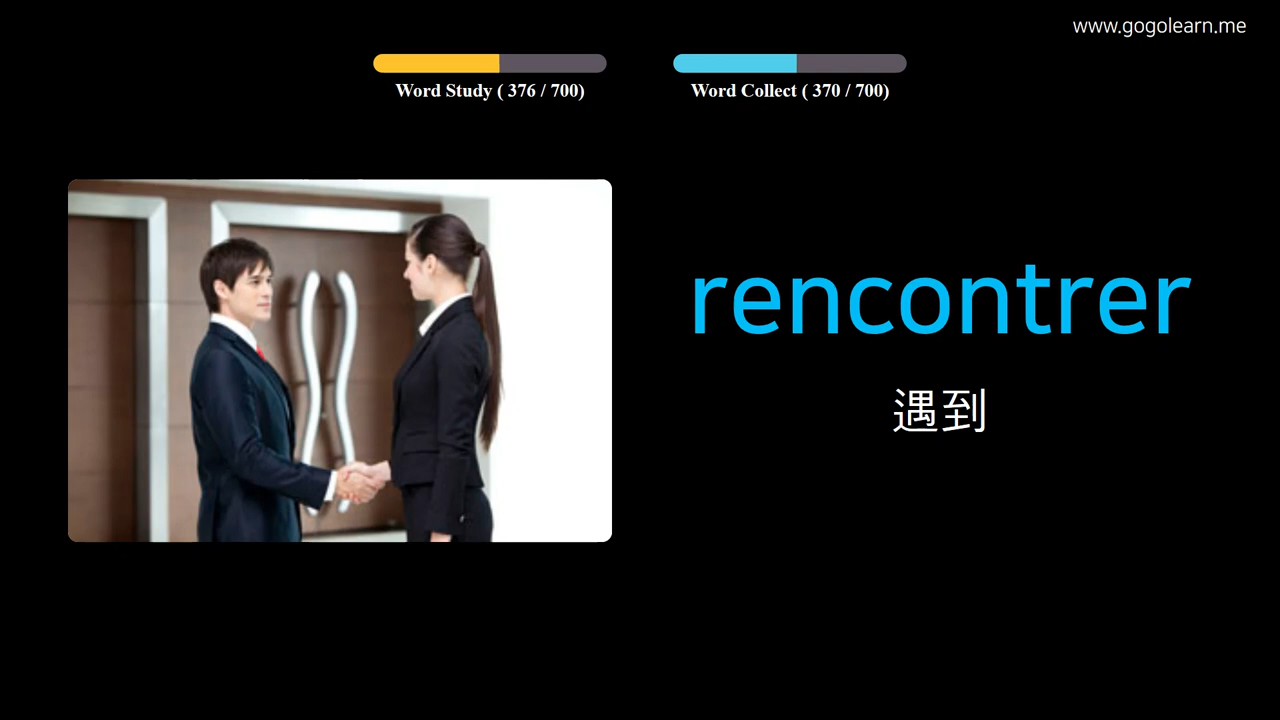 www.gogolearn.me
Word Study ( 376 / 700)
Word Collect ( 370 / 700)
rencontrer
遇到